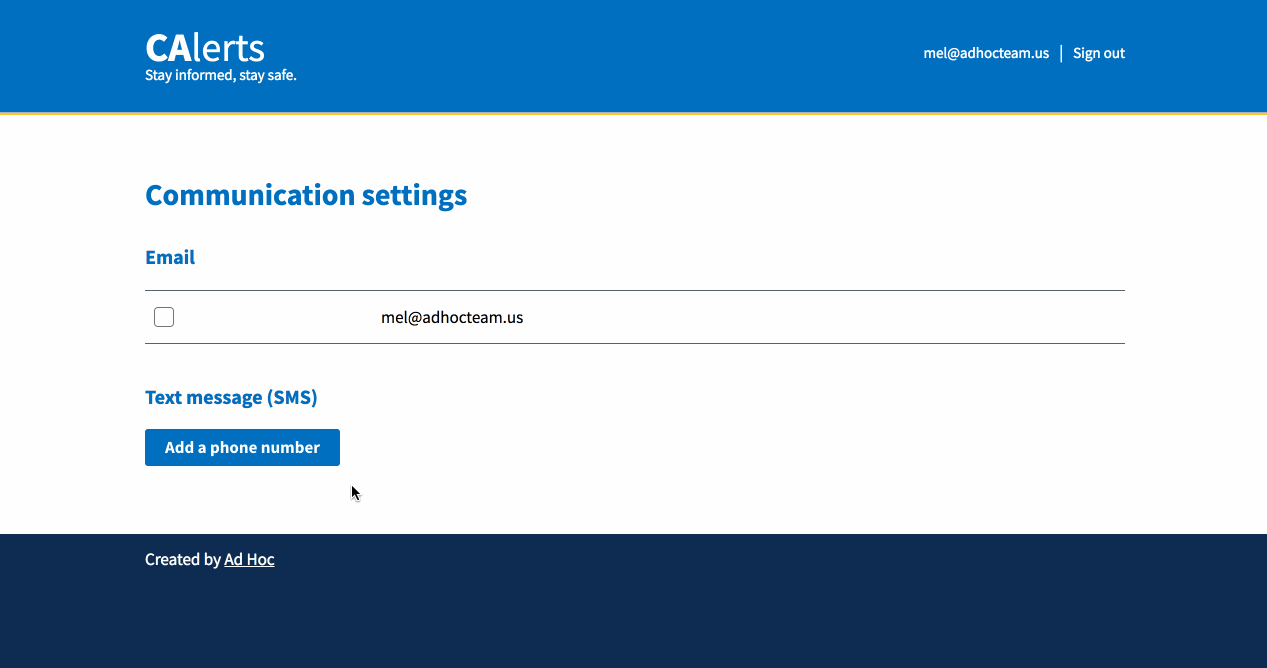 CAlerts
Stay informed, stay safe.
mel@adhocteam.us | Sign out
Communication settings
Email
mel@adhocteam.us
Text message (SMS)
Add a phone number
Created by Ad Hoc